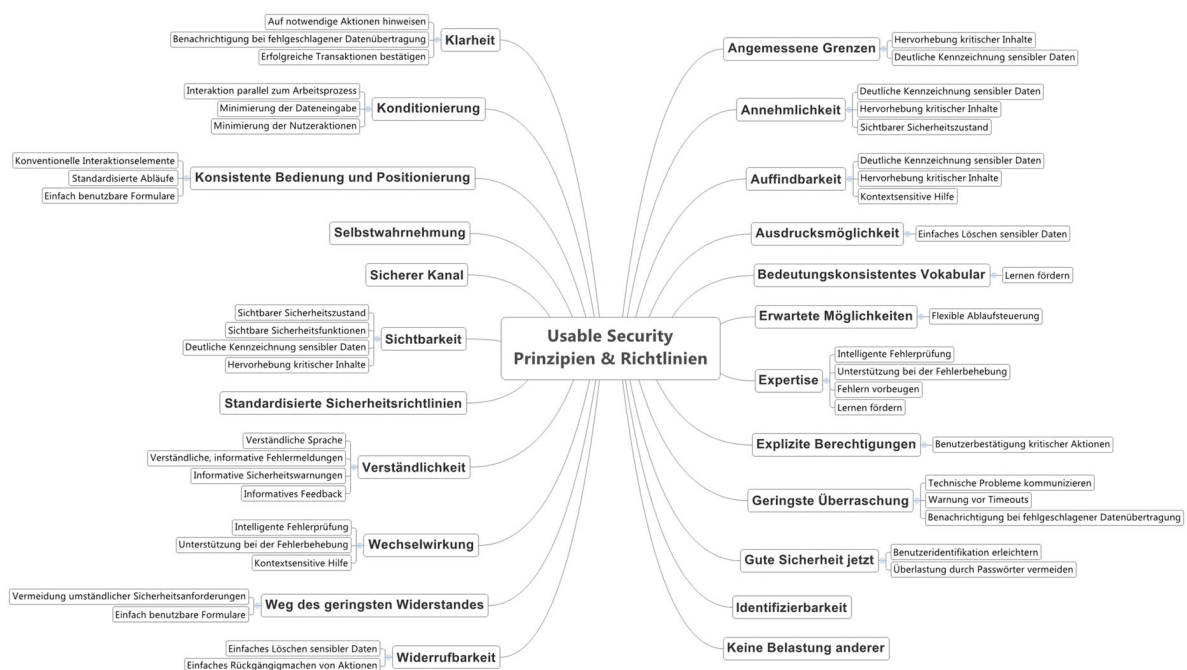 Usable Security
Prinzipien & Richtlinien
Klarheit
Auf notwendige Aktionen hinweisen
Benachrichtigung bei fehlgeschlagener Datenübertragung
Erfolgreiche Transaktionen bestätigen
Konditionierung
Interaktion parallel zum Arbeitsprozess
Minimierung der Dateneingabe
Minimierung der Nutzeraktionen
Konsistente Bedienung und Positionierung
Konventionelle Interaktionselemente
Standardisierte Abläufe
Einfach benutzbare Formulare
Selbstwahrnehmung
Sicherer Kanal
Sichtbarkeit
Sichtbarer Sicherheitszustand
Sichtbare Sicherheitsfunktionen
Deutliche Kennzeichnung sensibler Daten
Hervorhebung kritischer Inhalte
Standardisierte Sicherheitsrichtlinien
Verständlichkeit
Verständliche Sprache
Verständliche, informative Fehlermeldungen
Informative Sicherheitswarnungen
Informatives Feedback
Wechselwirkung
Intelligente Fehlerprüfung
Unterstützung bei der Fehlerbehebung
Kontextsensitive Hilfe
Weg des geringsten Widerstandes
Vermeidung umständlicher Sicherheitsanforderungen
Einfach benutzbare Formulare
Widerrufbarkeit
Einfaches Löschen sensibler Daten
Einfaches Rückgängigmachen von Aktionen
Angemessene Grenzen
Hervorhebung kritischer Inhalte
Deutliche Kennzeichnung sensibler Daten
Annehmlichkeit
Deutliche Kennzeichnung sensibler Daten
Hervorhebung kritischer Inhalte
Sichtbarer Sicherheitszustand
Auffindbarkeit
Deutliche Kennzeichnung sensibler Daten
Hervorhebung kritischer Inhalte
Kontextsensitive Hilfe
Ausdrucksmöglichkeit
Einfaches Löschen sensibler Daten
Bedeutungskonsistentes Vokabular
Lernen fördern
Erwartete Möglichkeiten
Flexible Ablaufsteuerung
Expertise
Intelligente Fehlerprüfung
Unterstützung bei der Fehlerbehebung
Fehlern vorbeugen
Lernen fördern
Explizite Berechtigungen
Benutzerbestätigung kritischer Aktionen
Geringste Überraschung
Technische Probleme kommunizieren
Warnung vor Timeouts
Benachrichtigung bei fehlgeschlagener Datenübertragung
Gute Sicherheit jetzt
Benutzeridentifikation erleichtern
Überlastung durch Passwörter vermeiden
Identifizierbarkeit
Keine Belastung anderer